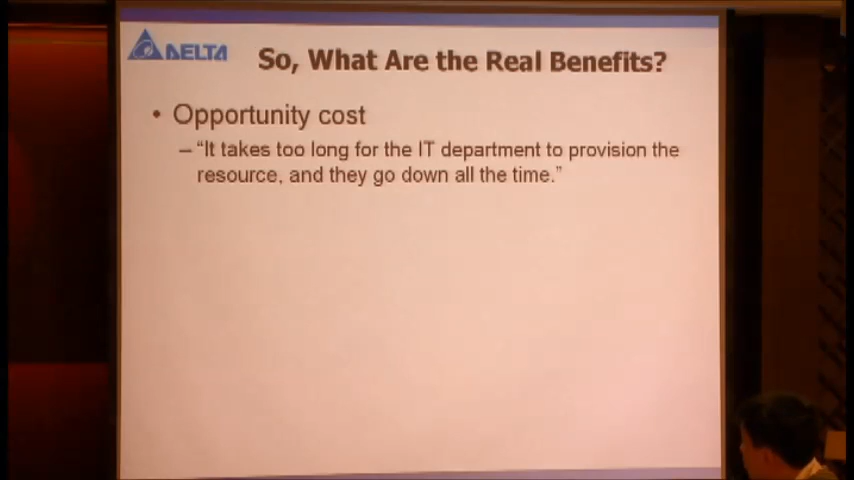 DELTA
So, What Are the Real Benefits?
• Opportunity cost
– “It takes too long for the IT department to provision the
resource, and they go down all the time.”